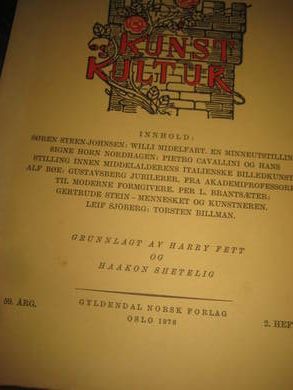 KUNST
KULTUR
INNHOLD:
SØREN STEEN-JOHNSEN: WILLI MIDELFART. EN MINNEUTSTILLING
SIGNE HORN NORDHAGEN: PIETRO CAVALLINI OG HANS
STILLING INNEN MIDDELALDERENS ITALIENSKE BILLEDKUNST
ALF BØE: GUSTAVSBERG JUBILERER. FRA AKADEMIPROFESSORER
TIL MODERNE FORMGIVERE. PER L. BRANTSÆTER:
GERTRUDE STEIN – MENNESKET OG KUNSTNEREN.
LEIF SJÖBERG: TORSTEN BILLMAN.
GRUNNLAGT AV HARRY FETT
OG
HAAKON SHETELIG
59. ÅRG.
GYLDENDAL NORSK FORLAG
OSLO 1976
2. HEF